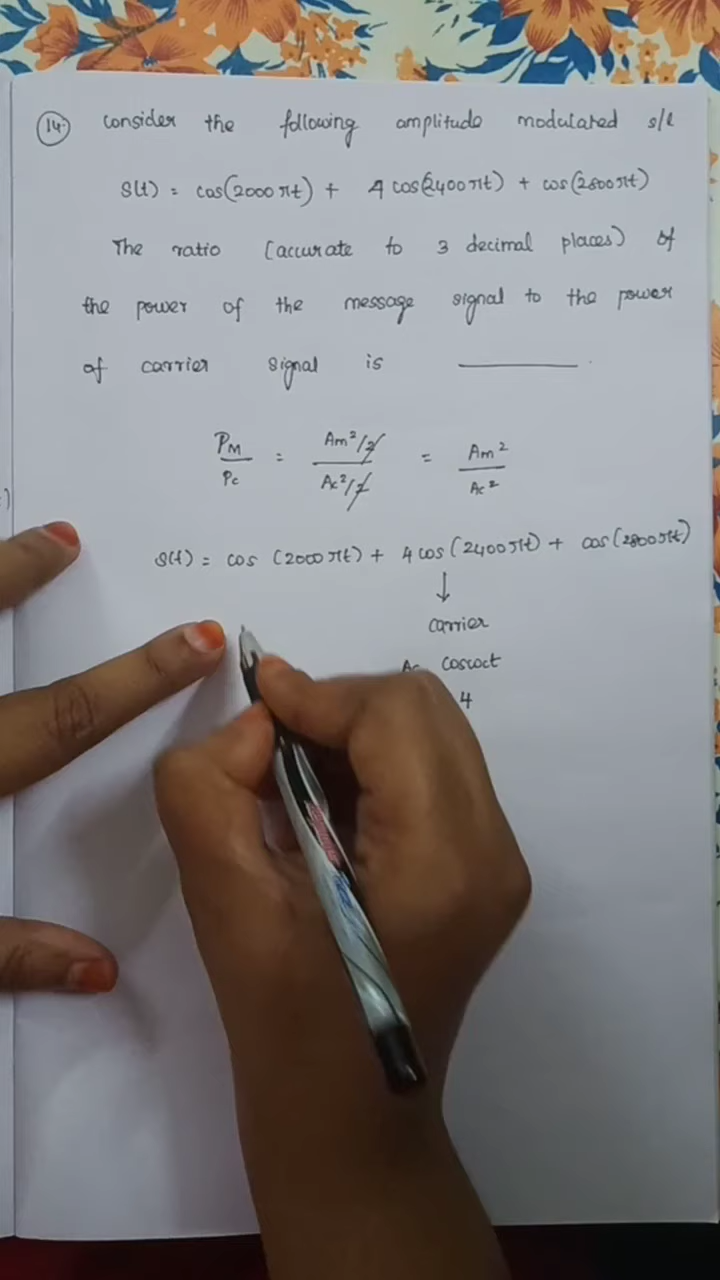 14. consider the following amplitude modulated s/l
S(t) = cos(2000πt) + 4 cos(2400πt) + cos(2800πt)
The ratio (accurate to 3 decimal places) of
the power of the message signal to the power
of carrier signal is ________.
PM/Pc = Am²/2 / Ac²/2 = Am²/Ac²
S(t) = cos (2000πt) + 4 cos (2400πt) + cos (2800πt)
↓
carrier
Ac cosωct
4